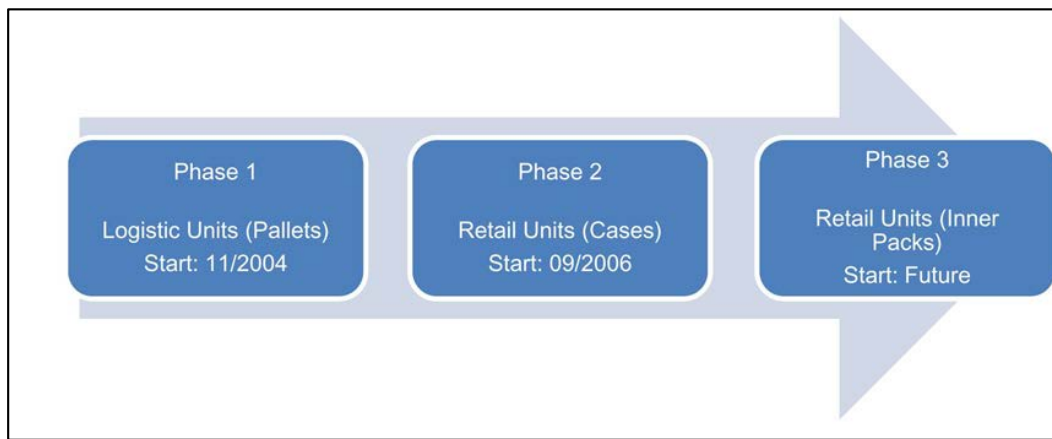 Phase 1
Logistic Units (Pallets)
Start: 11/2004
Phase 2
Retail Units (Cases)
Start: 09/2006
Phase 3
Retail Units (Inner
Packs)
Start: Future